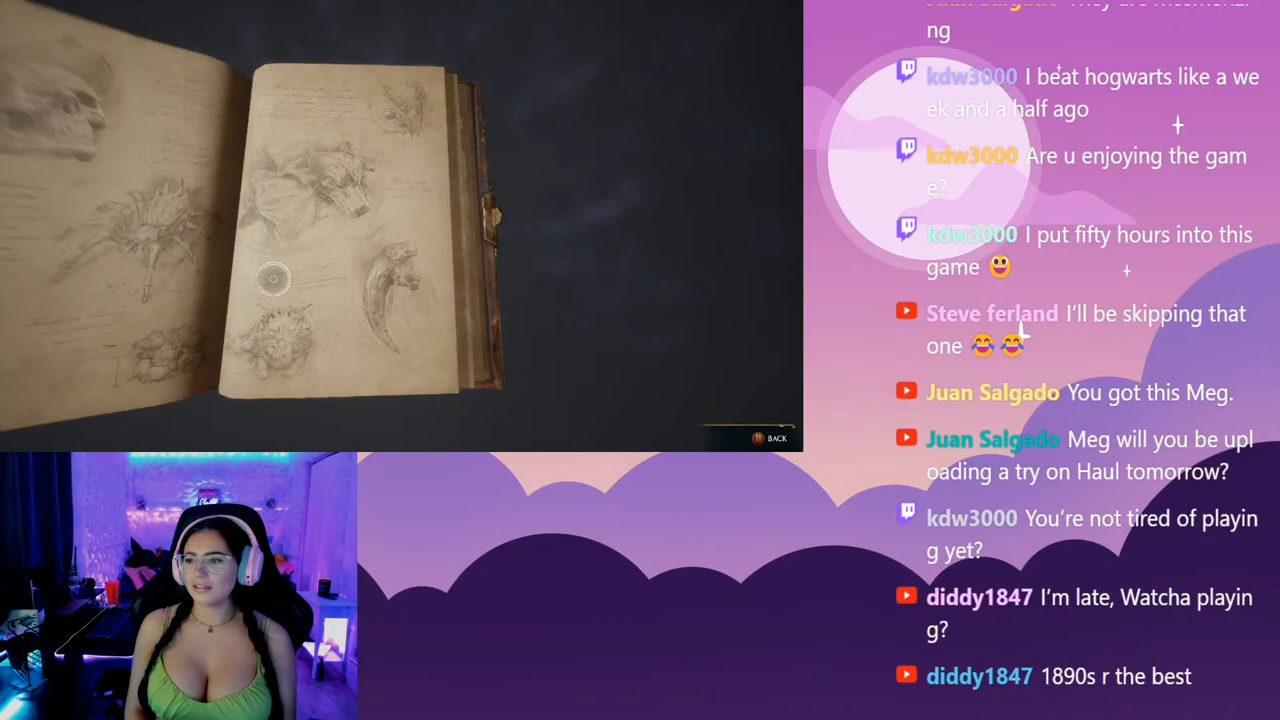 ng
kdw3000 I beat hogwarts like a we
ek and a half ago
kdw3000 Are u enjoying the gam
e?
kdw3000 I put fifty hours into this
game 😃
Steve ferland I'll be skipping that
one 😂 😂
Juan Salgado You got this Meg.
Juan Salgado Meg will you be upl
oading a try on Haul tomorrow?
kdw3000 You're not tired of playin
g yet?
diddy1847 I'm late, Watcha playin
g?
diddy1847 1890s r the best
B BACK